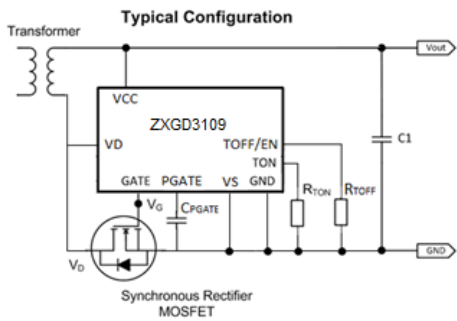 Typical Configuration
Transformer
Vout
VCC
ZXGD3109
VD
TOFF/EN
TON
C1
GATE PGATE VS GND
RTON
RTOFF
VG
CPGATE
GND
VD
Synchronous Rectifier
MOSFET